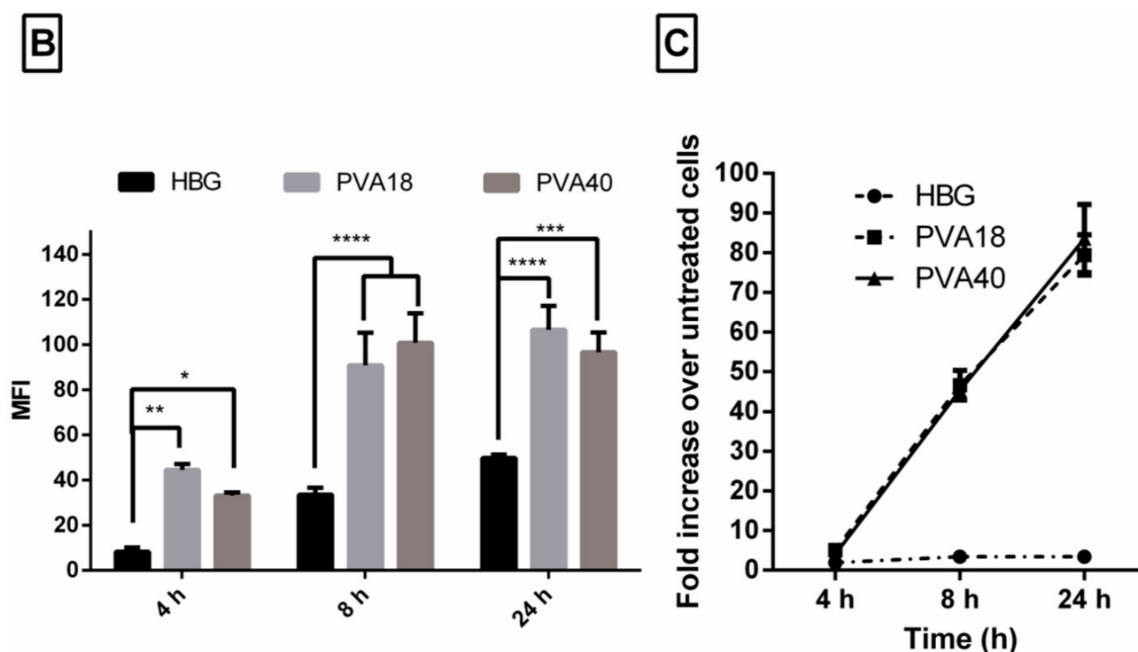 B
HBG PVA18 PVA40
MFI
140
120
100
80
60
40
20
0
** *
****
**** ***
4 h 8 h 24 h
C
Fold increase over untreated cells
100
90
80
70
60
50
40
30
20
10
0
HBG
PVA18
PVA40
4 h 8 h 24 h
Time (h)